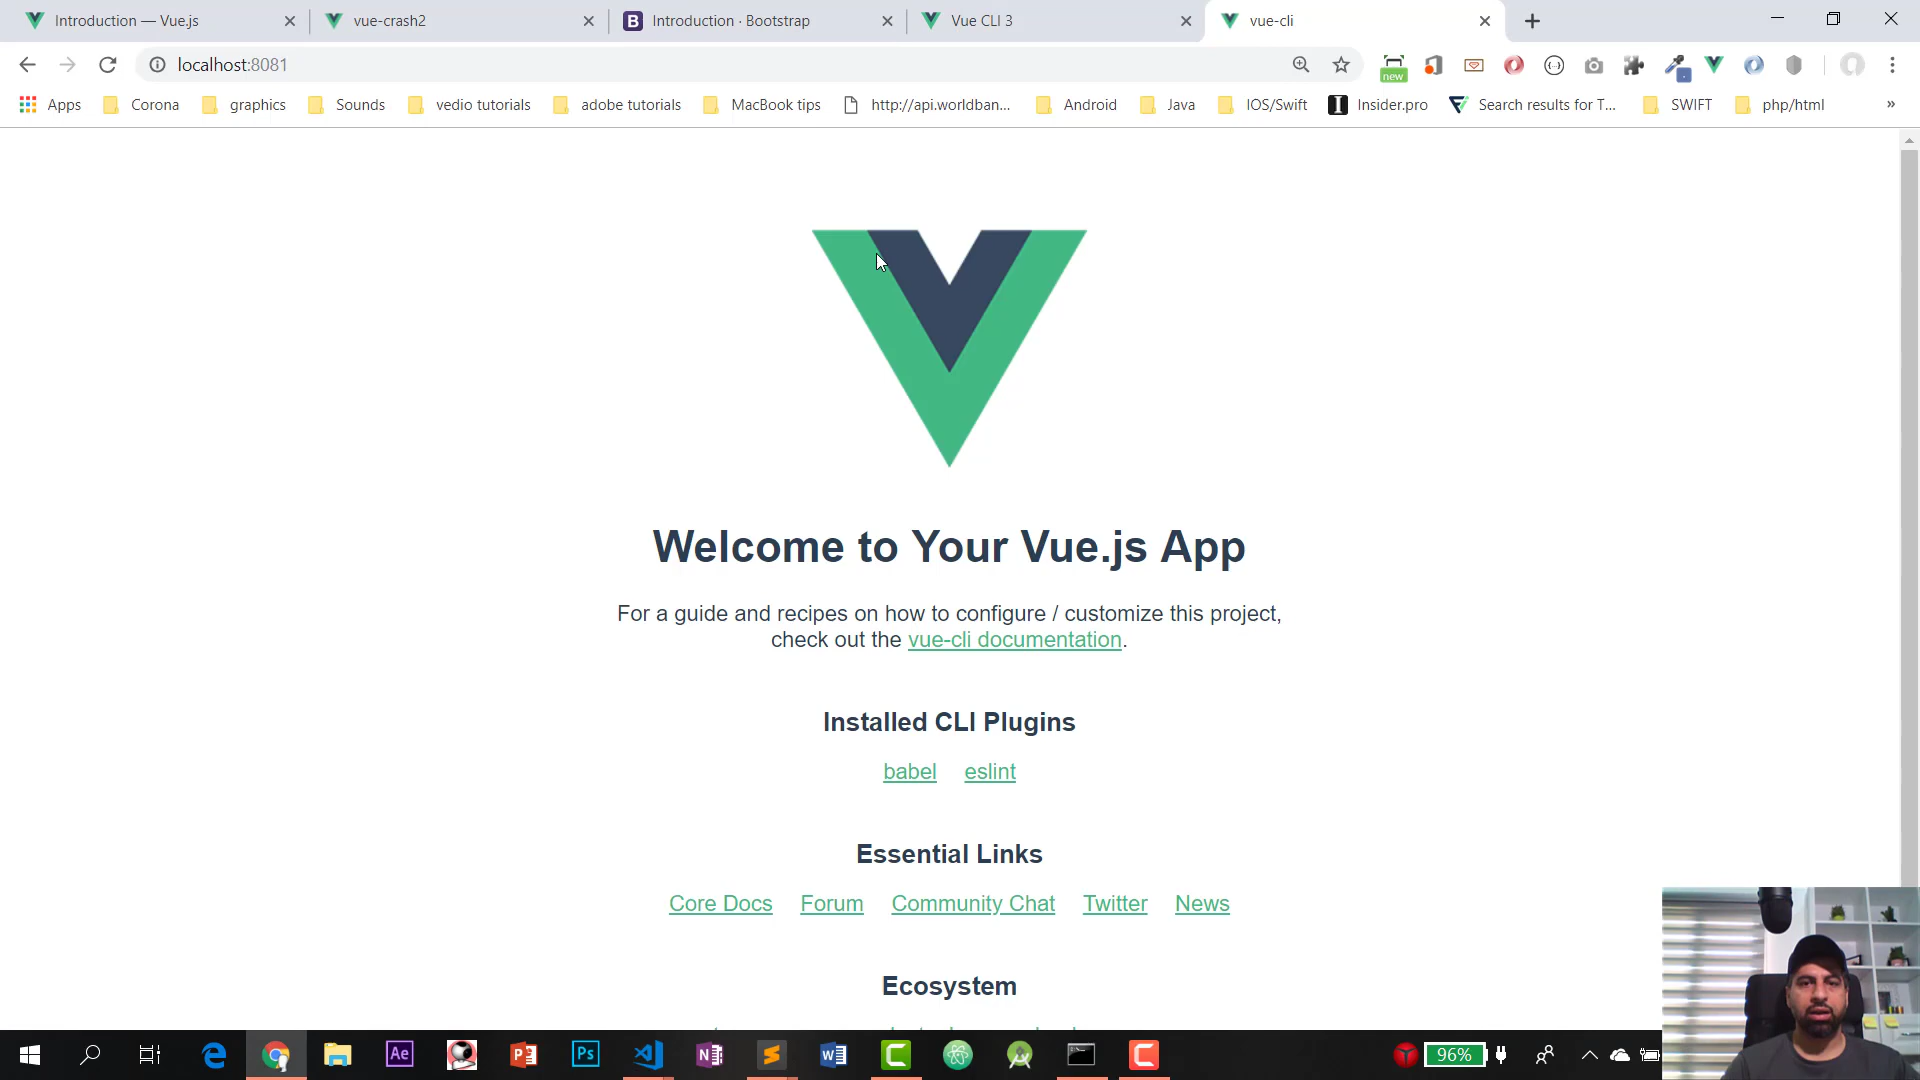 Introduction — Vue.js
vue-crash2
Introduction · Bootstrap
Vue CLI 3
vue-cli
localhost:8081
new
Apps
Corona
graphics
Sounds
vedio tutorials
adobe tutorials
MacBook tips
http://api.worldban...
Android
Java
IOS/Swift
Insider.pro
Search results for T...
SWIFT
php/html
»
Welcome to Your Vue.js App
For a guide and recipes on how to configure / customize this project,
check out the vue-cli documentation.
Installed CLI Plugins
babel eslint
Essential Links
Core Docs Forum Community Chat Twitter News
Ecosystem
96%